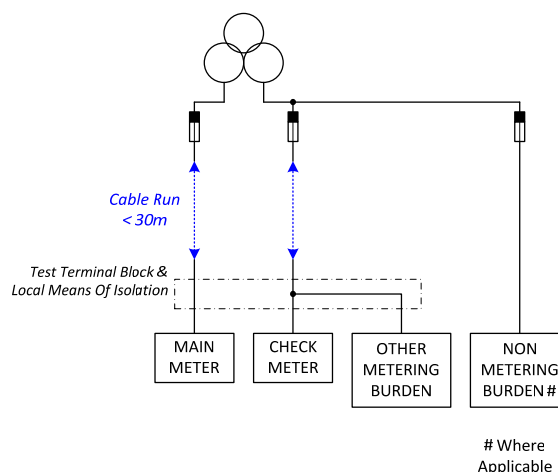 Cable Run
< 30m
Test Terminal Block &
Local Means Of Isolation
MAIN
METER
CHECK
METER
OTHER
METERING
BURDEN
NON
METERING
BURDEN #
# Where
Applicable